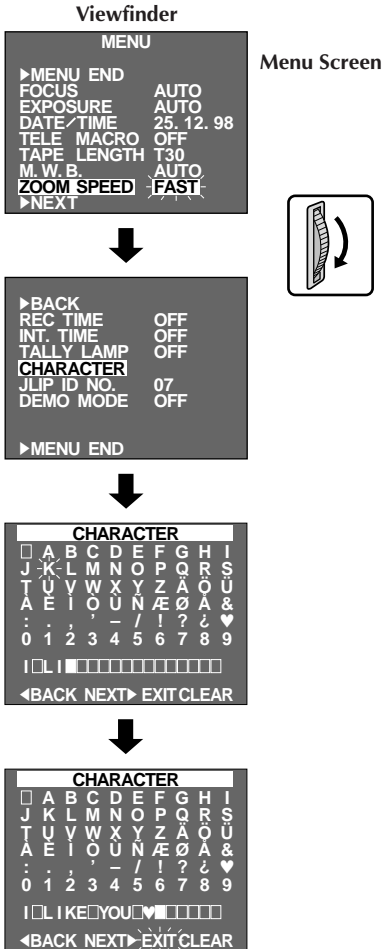 Viewfinder
Menu Screen
MENU
▶MENU END
FOCUS AUTO
EXPOSURE AUTO
DATE/TIME 25. 12. 98
TELE MACRO OFF
TAPE LENGTH T30
M. W. B. AUTO
ZOOM SPEED FAST
▶NEXT
▶BACK
REC TIME OFF
INT. TIME OFF
TALLY LAMP OFF
CHARACTER
JLIP ID NO. 07
DEMO MODE OFF
▶MENU END
CHARACTER
□ A B C D E F G H I
J K L M N O P Q R S
T U V W X Y Z Ä Ö Ü
À È Ì Ò Ù Ñ Æ Ø Å &
: . , ’ – / ! ? ¿ ♥
0 1 2 3 4 5 6 7 8 9
I□LI■□□□□□□□□□□□□□
◀BACK NEXT▶ EXIT CLEAR
CHARACTER
□ A B C D E F G H I
J K L M N O P Q R S
T U V W X Y Z Ä Ö Ü
À È Ì Ò Ù Ñ Æ Ø Å &
: . , ’ – / ! ? ¿ ♥
0 1 2 3 4 5 6 7 8 9
I□LIKE□YOU□♥■□□□□□
◀BACK NEXT▶ EXIT CLEAR